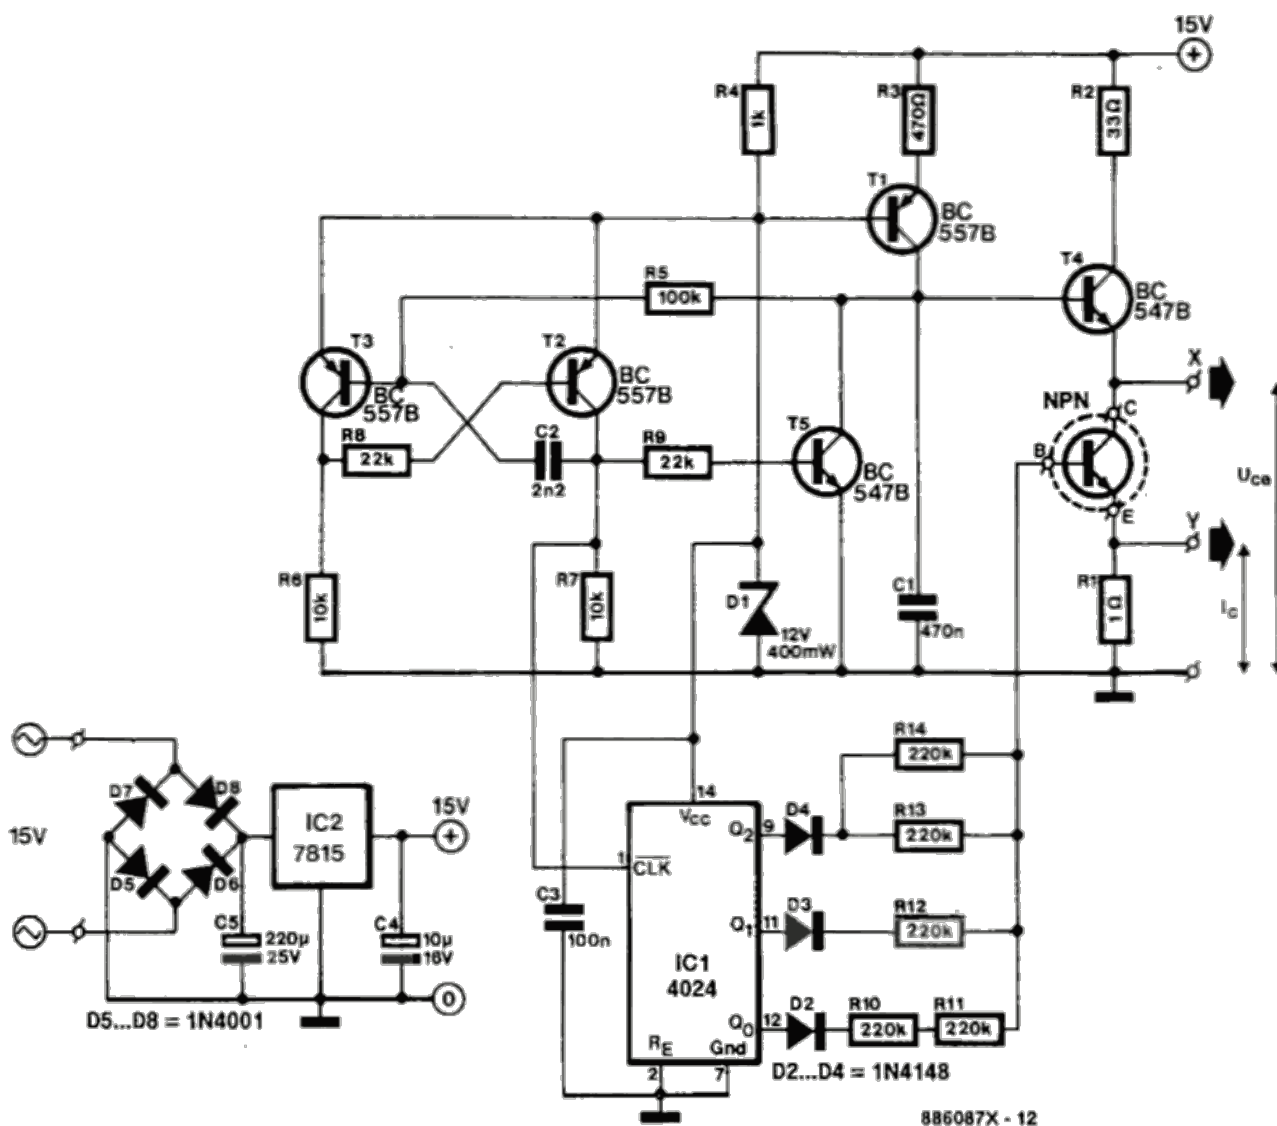 15V
+
R4
1k
R3
470Ω
R2
33Ω
T1
BC
557B
T4
BC
547B
R5
100k
T3
BC
557B
T2
BC
557B
X
NPN
C
B
E
UCE
R8
22k
C2
2n2
R9
22k
T5
BC
547B
Y
R6
10k
R7
10k
D1
12V
400mW
C1
470n
R1
1Ω
IC
R14
220k
14
VCC
Q2
9
D4
R13
220k
15V
D7
D8
D5
D6
IC2
7815
15V
+
1
CLK
C3
100n
C5
220µ
25V
C4
10µ
16V
Q1
11
D3
R12
220k
IC1
4024
0
D5...D8 = 1N4001
Q0
12
D2
R10
220k
R11
220k
RE
Gnd
2
7
D2...D4 = 1N4148
886087X - 12